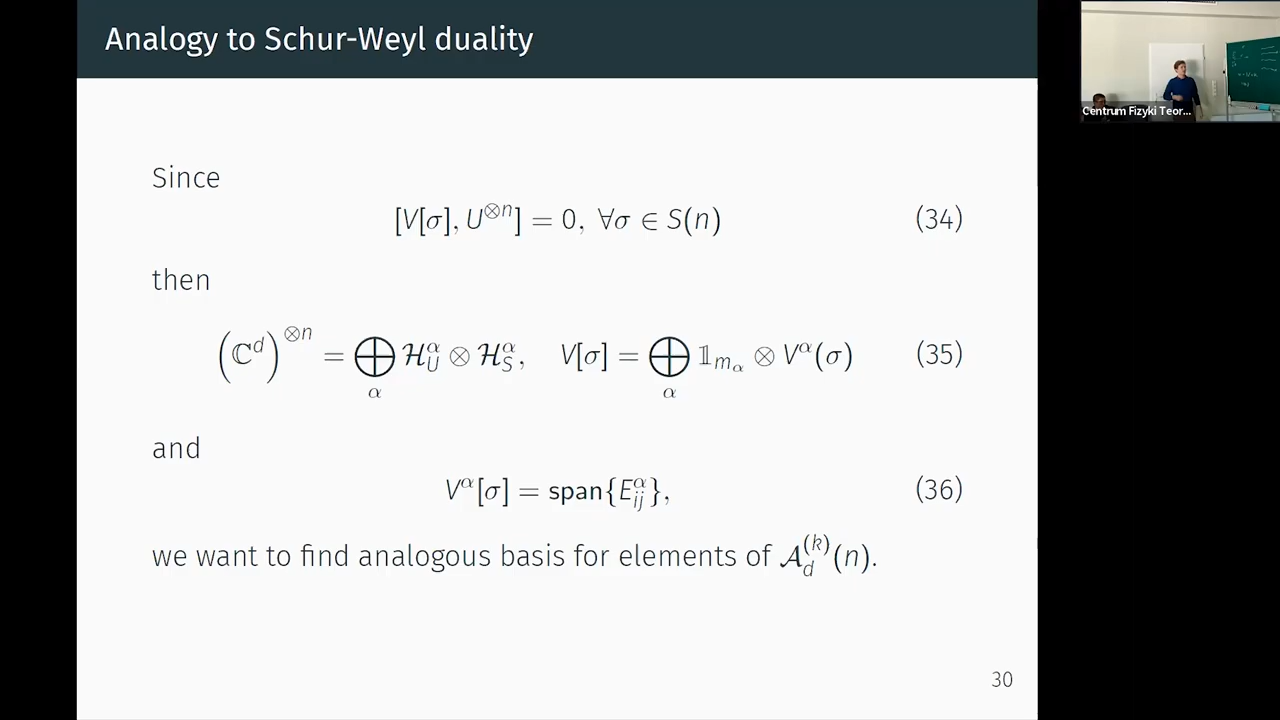 Analogy to Schur-Weyl duality
Since
[V[σ], U^{⊗n}] = 0, ∀σ ∈ S(n) (34)
then
(ℂ^d)^{⊗n} = ⊕_α ℋ_U^α ⊗ ℋ_S^α, V[σ] = ⊕_α 𝟙_{m_α} ⊗ V^α(σ) (35)
and
V^α[σ] = span{E_{ij}^α}, (36)
we want to find analogous basis for elements of 𝒜_d^{(k)}(n).
30
Centrum Fizyki Teor...